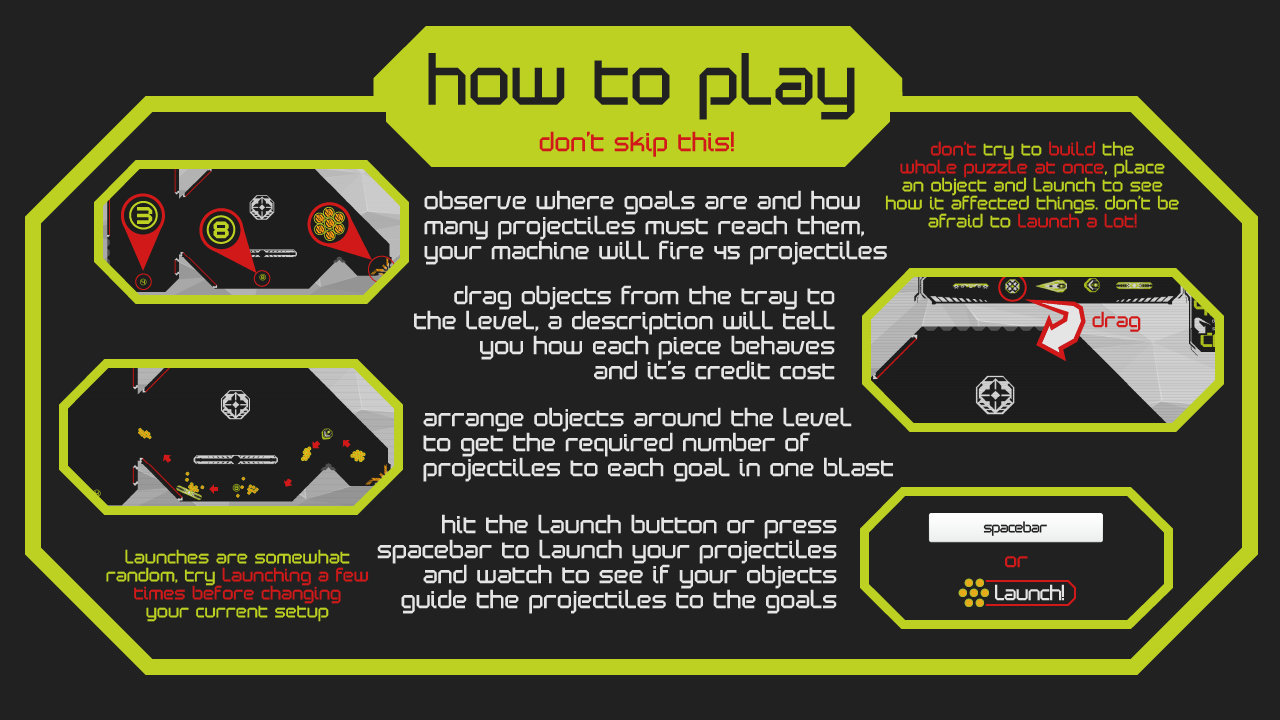 how to play
don't skip this!
observe where goals are and how
many projectiles must reach them,
your machine will fire 45 projectiles
drag objects from the tray to
the level, a description will tell
you how each piece behaves
and it's credit cost
arrange objects around the level
to get the required number of
projectiles to each goal in one blast
hit the launch button or press
spacebar to launch your projectiles
and watch to see if your objects
guide the projectiles to the goals
3
8
launches are somewhat
random, try launching a few
times before changing
your current setup
don't try to build the
whole puzzle at once, place
an object and launch to see
how it affected things. don't be
afraid to launch a lot!
drag
spacebar
or
launch!